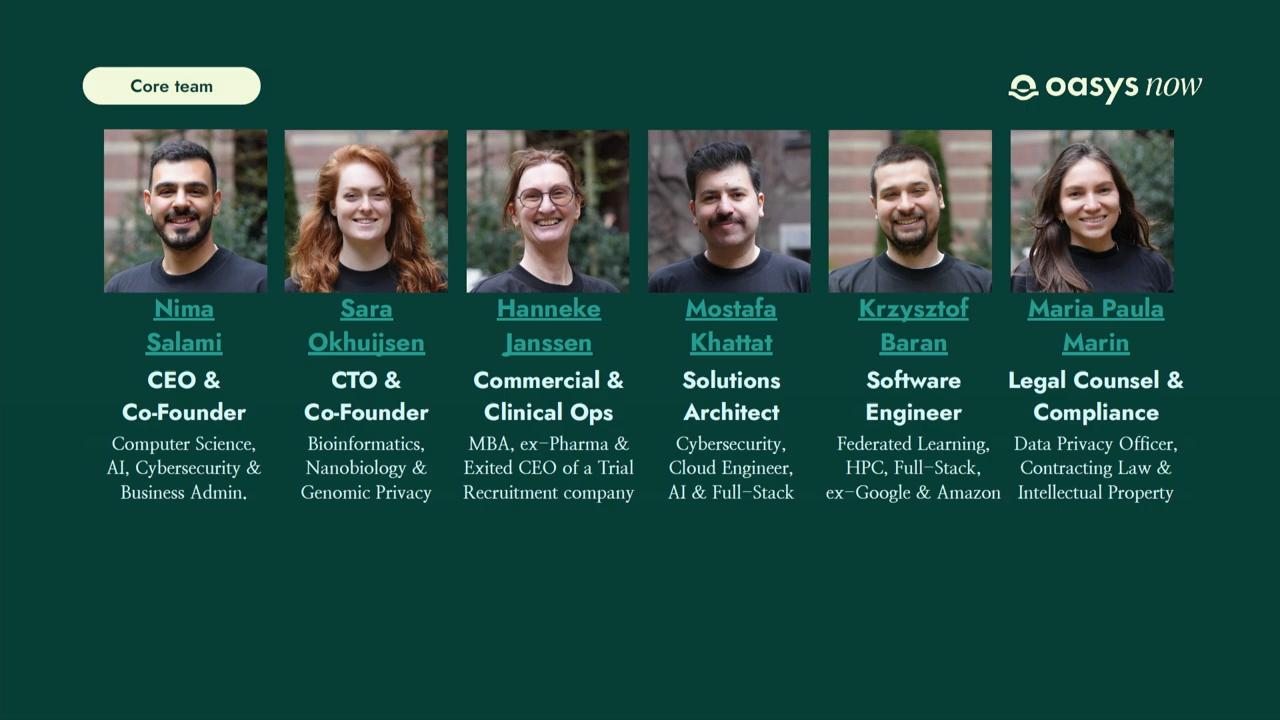 Core team
oasys now
Nima
Salami
CEO &
Co-Founder
Computer Science,
AI, Cybersecurity &
Business Admin.
Sara
Okhuijsen
CTO &
Co-Founder
Bioinformatics,
Nanobiology &
Genomic Privacy
Hanneke
Janssen
Commercial &
Clinical Ops
MBA, ex-Pharma &
Exited CEO of a Trial
Recruitment company
Mostafa
Khattat
Solutions
Architect
Cybersecurity,
Cloud Engineer,
AI & Full-Stack
Krzysztof
Baran
Software
Engineer
Federated Learning,
HPC, Full-Stack,
ex-Google & Amazon
Maria Paula
Marin
Legal Counsel &
Compliance
Data Privacy Officer,
Contracting Law &
Intellectual Property